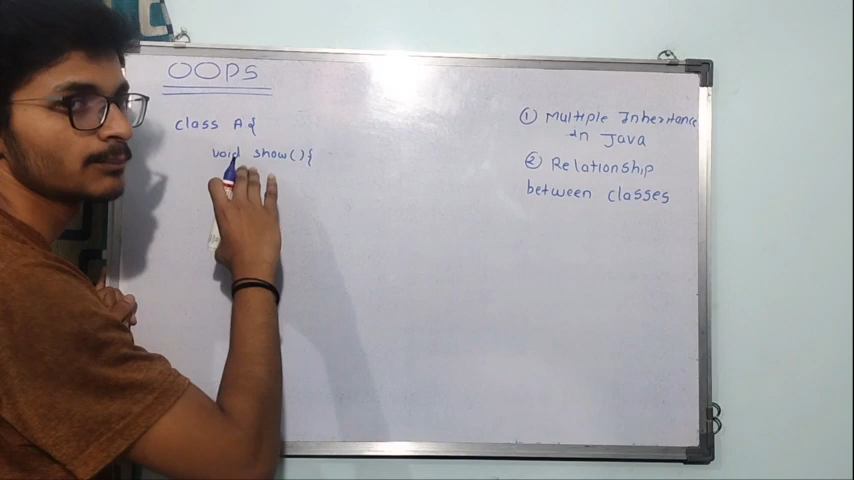 OOPS
class A{
void show(){
① Multiple Inheritance
in Java
② Relationship
between classes